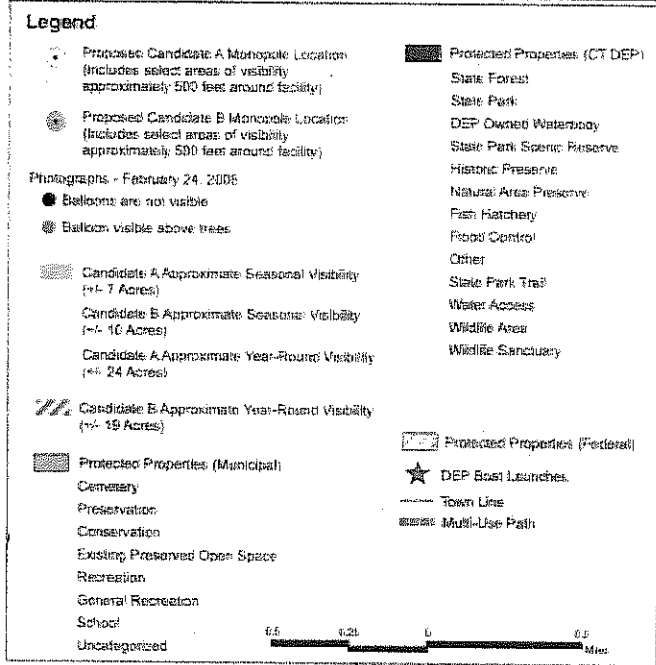 Legend
Proposed Candidate A Monopole Location
(Includes select areas of visibility
approximately 500 feet around facility)
Proposed Candidate B Monopole Location
(Includes select areas of visibility
approximately 500 feet around facility)
Photographs - February 24, 2006
Balloons are not visible
Balloon visible above trees
Candidate A Approximate Seasonal Visibility
(+/- 7 Acres)
Candidate B Approximate Seasonal Visibility
(+/- 10 Acres)
Candidate A Approximate Year-Round Visibility
(+/- 24 Acres)
Candidate B Approximate Year-Round Visibility
(+/- 19 Acres)
Protected Properties (Municipal)
Cemetery
Preservation
Conservation
Existing Preserved Open Space
Recreation
General Recreation
School
Uncategorized
Protected Properties (CT DEP)
State Forest
State Park
DEP Owned Waterbody
State Park Scenic Reserve
Historic Preserve
Natural Area Preserve
Fish Hatchery
Flood Control
Other
State Park Trail
Water Access
Wildlife Area
Wildlife Sanctuary
Protected Properties (Federal)
DEP Boat Launches
Town Line
Multi-Use Path
0.5 0.25 0 0.5
Miles